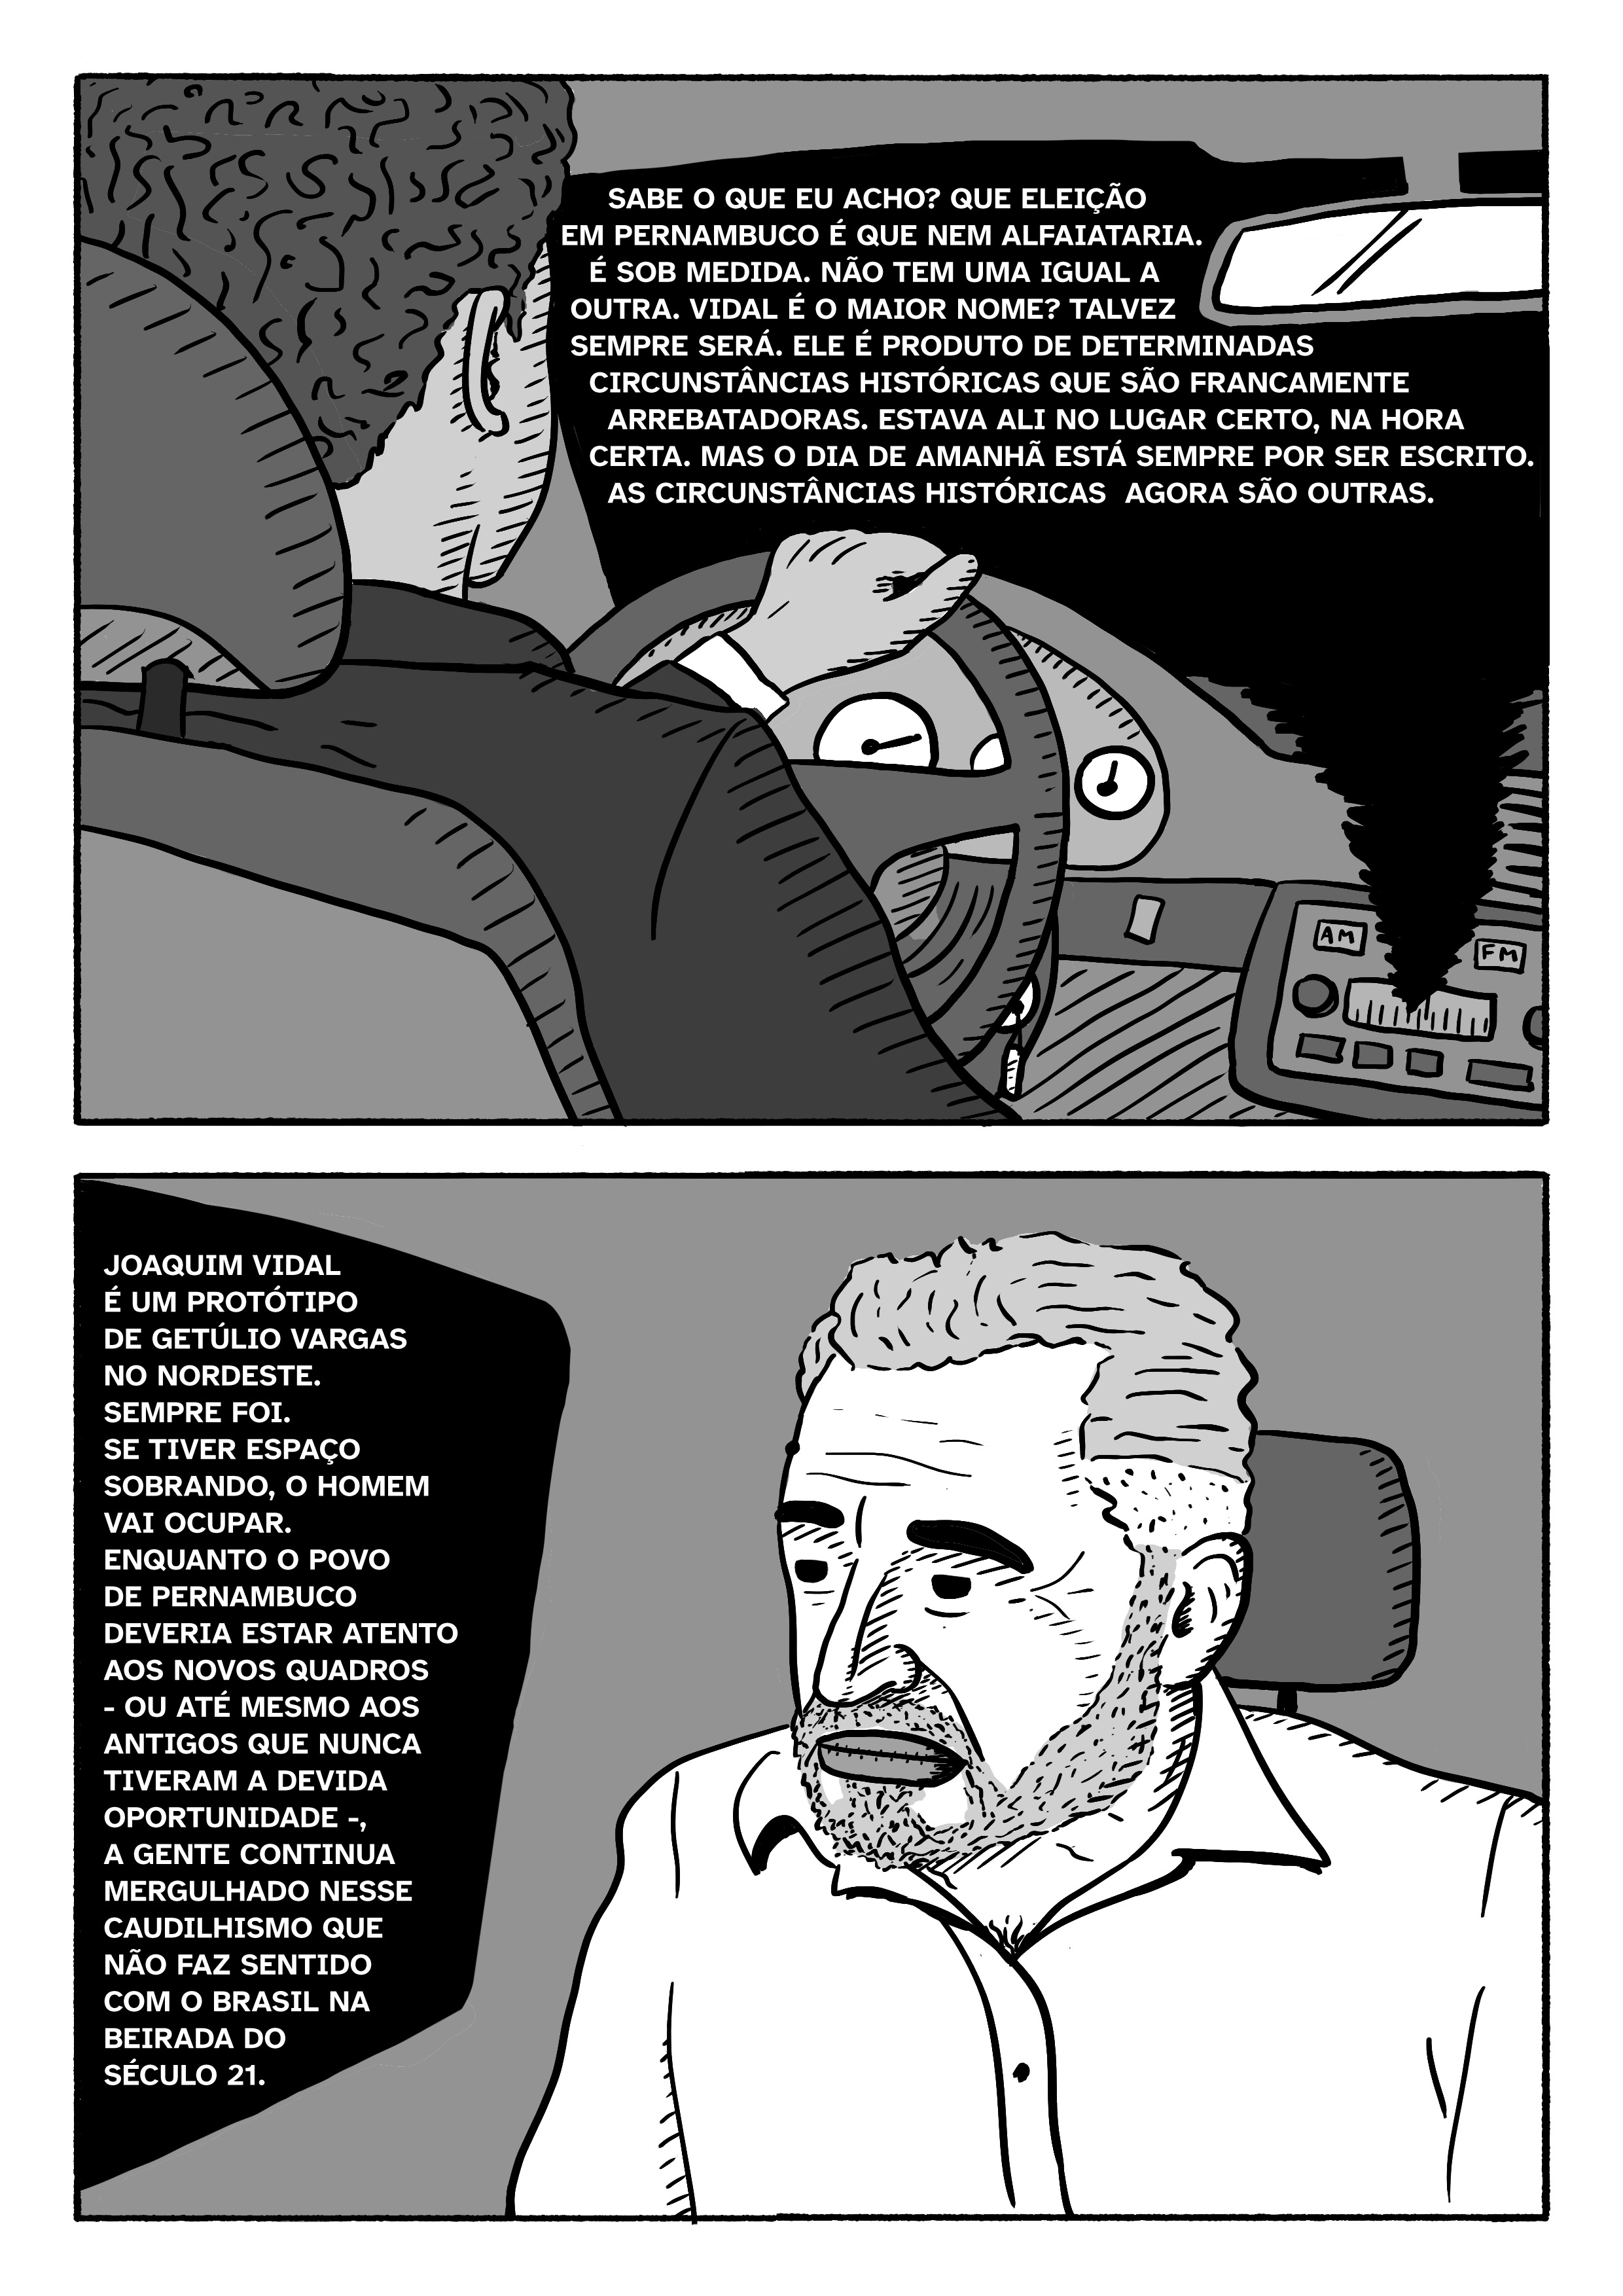 SABE O QUE EU ACHO? QUE ELEIÇÃO
EM PERNAMBUCO É QUE NEM ALFAIATARIA.
É SOB MEDIDA. NÃO TEM UMA IGUAL A
OUTRA. VIDAL É O MAIOR NOME? TALVEZ
SEMPRE SERÁ. ELE É PRODUTO DE DETERMINADAS
CIRCUNSTÂNCIAS HISTÓRICAS QUE SÃO FRANCAMENTE
ARREBATADORAS. ESTAVA ALI NO LUGAR CERTO, NA HORA
CERTA. MAS O DIA DE AMANHÃ ESTÁ SEMPRE POR SER ESCRITO.
AS CIRCUNSTÂNCIAS HISTÓRICAS AGORA SÃO OUTRAS.
AM
FM
JOAQUIM VIDAL
É UM PROTÓTIPO
DE GETÚLIO VARGAS
NO NORDESTE.
SEMPRE FOI.
SE TIVER ESPAÇO
SOBRANDO, O HOMEM
VAI OCUPAR.
ENQUANTO O POVO
DE PERNAMBUCO
DEVERIA ESTAR ATENTO
AOS NOVOS QUADROS
- OU ATÉ MESMO AOS
ANTIGOS QUE NUNCA
TIVERAM A DEVIDA
OPORTUNIDADE -,
A GENTE CONTINUA
MERGULHADO NESSE
CAUDILHISMO QUE
NÃO FAZ SENTIDO
COM O BRASIL NA
BEIRADA DO
SÉCULO 21.